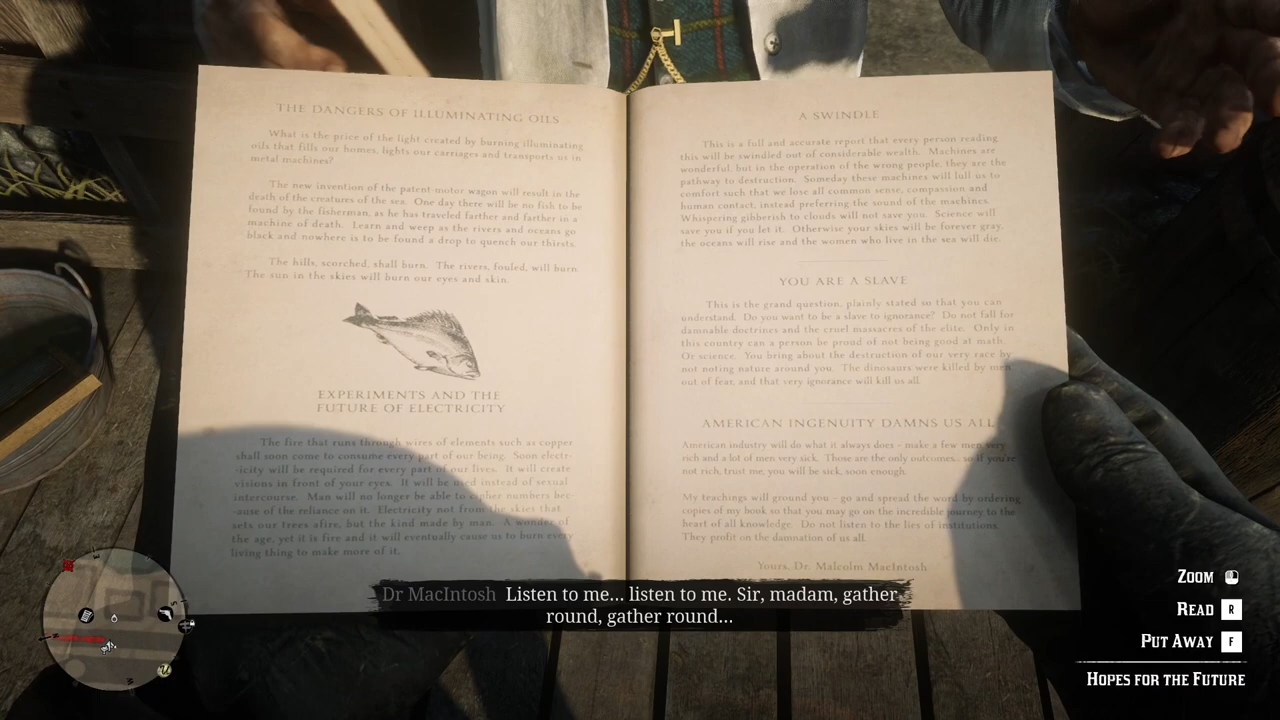 THE DANGERS OF ILLUMINATING OILS
What is the price of the light created by burning illuminating
oils that fills our homes, lights our carriages and transports us in
metal machines?
The new invention of the patent-motor wagon will result in the
death of the creatures of the sea. One day there will be no fish to be
found by the fisherman, as he has traveled farther and farther in a
machine of death. Learn and weep as the rivers and oceans go
black and nowhere is to be found a drop to quench our thirsts.
The hills, scorched, shall burn. The rivers, fouled, will burn.
The sun in the skies will burn our eyes and skin.
EXPERIMENTS AND THE
FUTURE OF ELECTRICITY
The fire that runs through wires of elements such as copper
shall soon come to consume every part of our being. Soon electr-
icity will be required for every part of our lives. It will create
visions in front of your eyes. It will be used instead of sexual
intercourse. Man will no longer be able to cipher numbers bec-
-ause of the reliance on it. Electricity not from the skies that
sets our trees afire, but the kind made by man. A wonder of
the age, yet it is fire and it will eventually cause us to burn every
living thing to make more of it.
A SWINDLE
This is a full and accurate report that every person reading
this will be swindled out of considerable wealth. Machines are
wonderful, but in the operation of the wrong people, they are the
pathway to destruction. Someday these machines will lull us to
comfort such that we lose all common sense, compassion and
human contact, instead preferring the sound of the machines.
Whispering gibberish to clouds will not save you. Science will
save you if you let it. Otherwise your skies will be forever gray,
the oceans will rise and the women who live in the sea will die.
YOU ARE A SLAVE
This is the grand question, plainly stated so that you can
understand. Do you want to be a slave to ignorance? Do not fall for
damnable doctrines and the cruel massacres of the elite. Only in
this country can a person be proud of not being good at math.
Or science. You bring about the destruction of our very race by
not noting nature around you. The dinosaurs were killed by men
out of fear, and that very ignorance will kill us all.
AMERICAN INGENUITY DAMNS US ALL
American industry will do what it always does - make a few men very
rich and a lot of men very sick. Those are the only outcomes.. so if you're
not rich, trust me, you will be sick, soon enough.
My teachings will ground you - go and spread the word by ordering
copies of my book so that you may go on the incredible journey to the
heart of all knowledge. Do not listen to the lies of institutions.
They profit on the damnation of us all.
Yours, Dr. Malcolm MacIntosh
Dr MacIntosh Listen to me... listen to me. Sir, madam, gather
round, gather round...
ZOOM
READ R
PUT AWAY F
HOPES FOR THE FUTURE